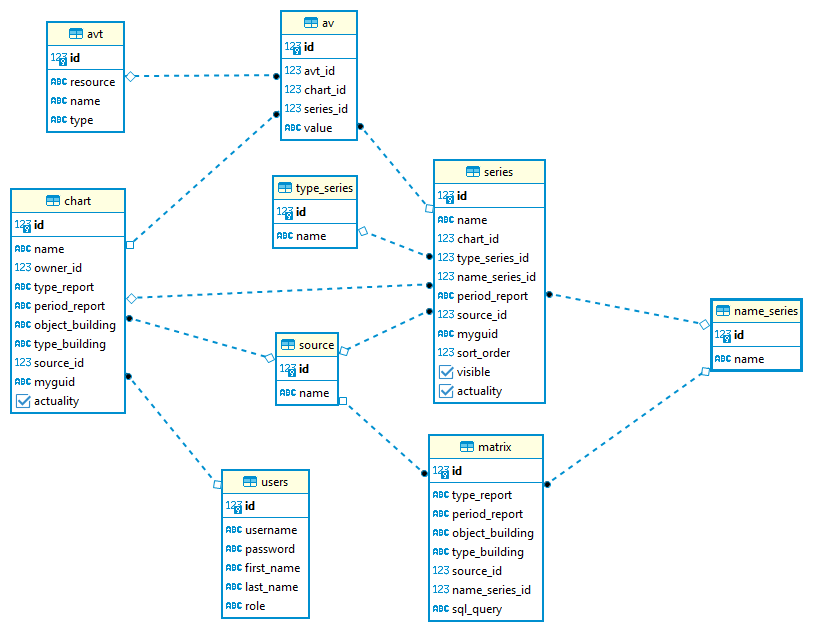 avt
123 id
ABC resource
ABC name
ABC type
av
123 id
123 avt_id
123 chart_id
123 series_id
ABC value
chart
123 id
ABC name
123 owner_id
ABC type_report
ABC period_report
ABC object_building
ABC type_building
123 source_id
ABC myguid
actuality
type_series
123 id
ABC name
series
123 id
ABC name
123 chart_id
123 type_series_id
123 name_series_id
ABC period_report
123 source_id
ABC myguid
123 sort_order
visible
actuality
name_series
123 id
ABC name
source
123 id
ABC name
users
123 id
ABC username
ABC password
ABC first_name
ABC last_name
ABC role
matrix
123 id
ABC type_report
ABC period_report
ABC object_building
ABC type_building
123 source_id
123 name_series_id
ABC sql_query